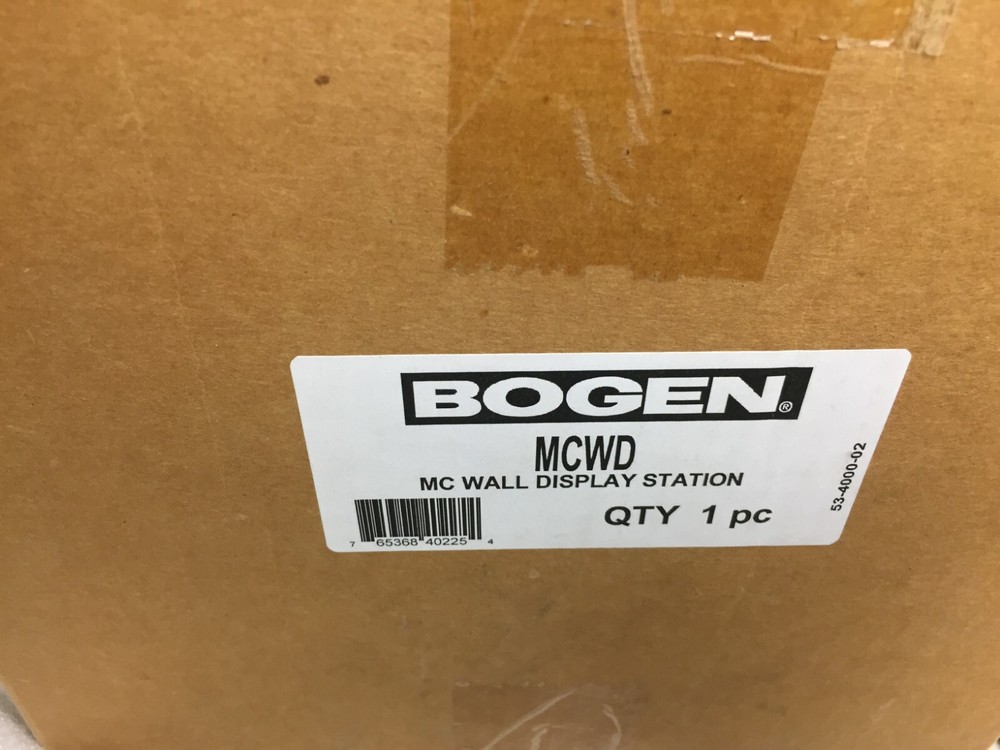 BOGEN®
MCWD
MC WALL DISPLAY STATION
QTY 1 pc
7 65368 40225 4
53-4000-02